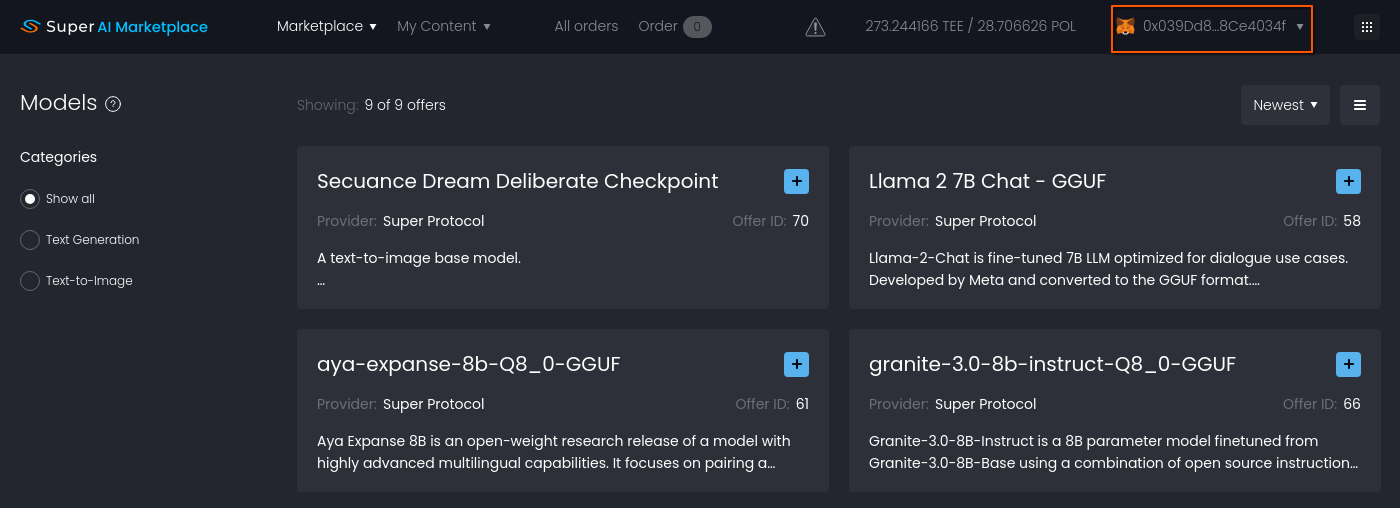 Super AI Marketplace
Marketplace
My Content
All orders
Order 0
273.244166 TEE / 28.706626 POL
0x039Dd8...8Ce4034f
Models ?
Showing: 9 of 9 offers
Newest
Categories
Show all
Text Generation
Text-to-Image
Secuance Dream Deliberate Checkpoint
Provider: Super Protocol
Offer ID: 70
A text-to-image base model.
...
Llama 2 7B Chat - GGUF
Provider: Super Protocol
Offer ID: 58
Llama-2-Chat is fine-tuned 7B LLM optimized for dialogue use cases.
Developed by Meta and converted to the GGUF format....
aya-expanse-8b-Q8_0-GGUF
Provider: Super Protocol
Offer ID: 61
Aya Expanse 8B is an open-weight research release of a model with
highly advanced multilingual capabilities. It focuses on pairing a...
granite-3.0-8b-instruct-Q8_0-GGUF
Provider: Super Protocol
Offer ID: 66
Granite-3.0-8B-Instruct is a 8B parameter model finetuned from
Granite-3.0-8B-Base using a combination of open source instruction...